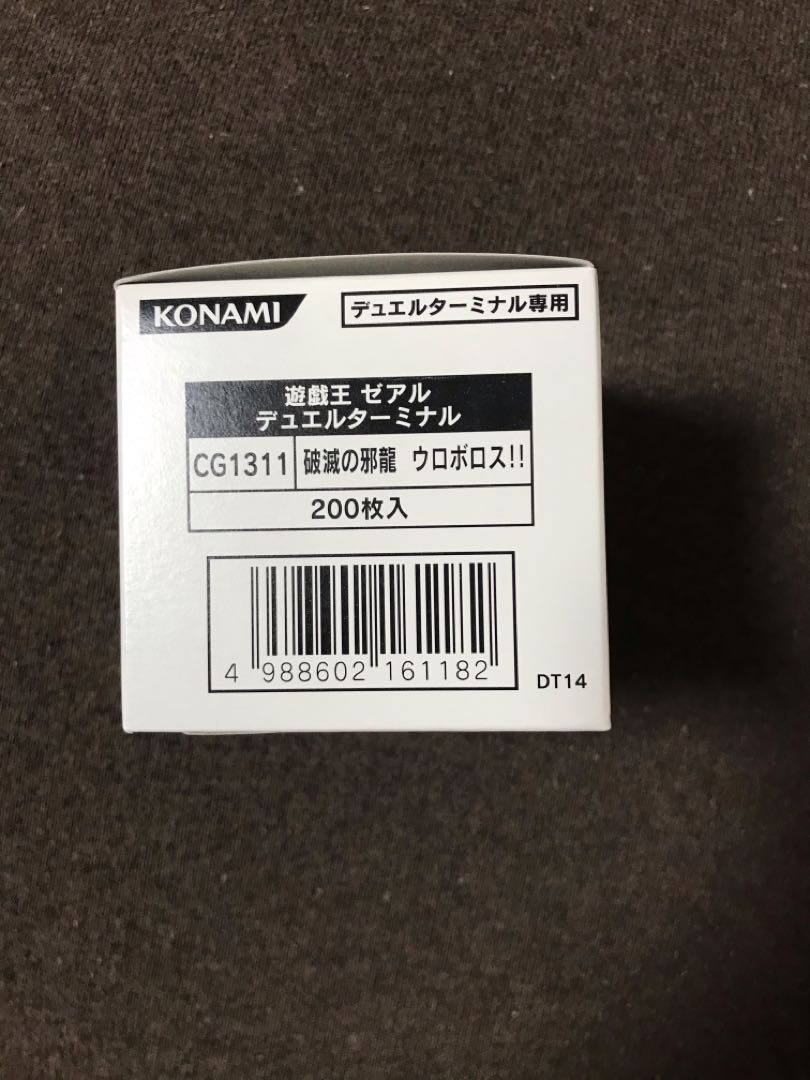 KONAMI
デュエルターミナル専用
遊戯王 ゼアル
デュエルターミナル
CG1311 破滅の邪龍 ウロボロス!!
200枚入
4 988602 161182
DT14